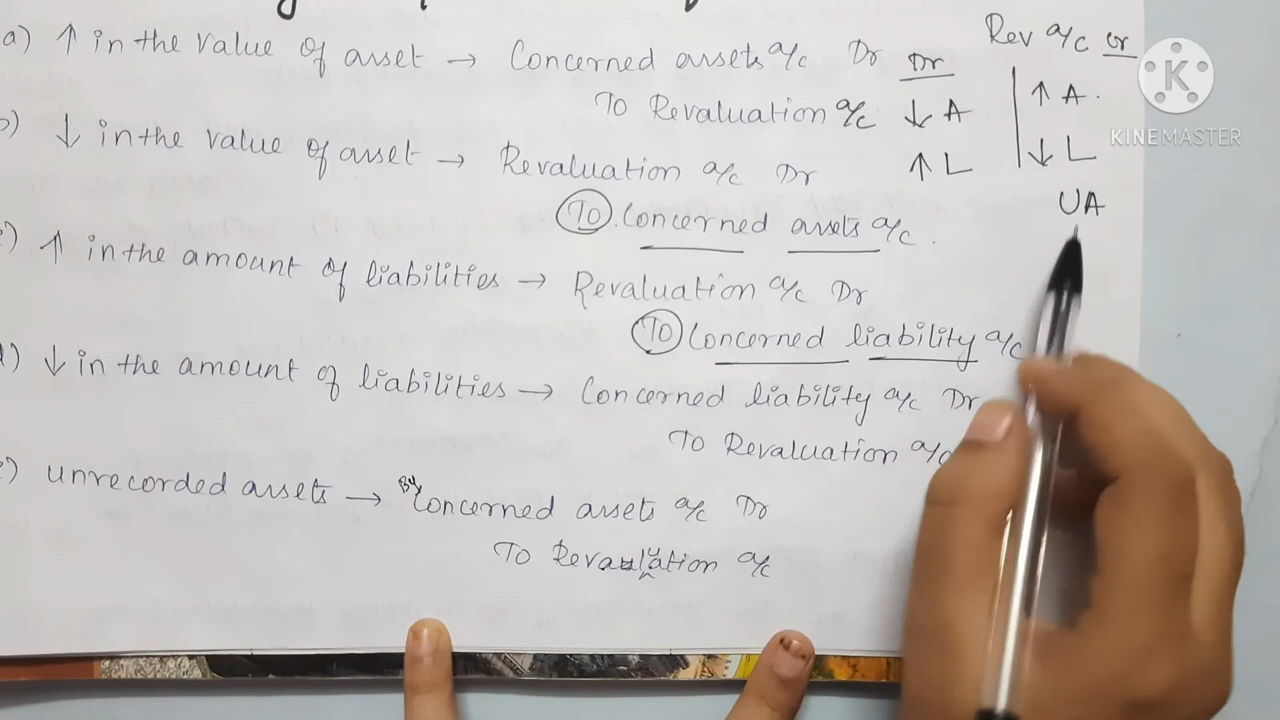 a) ↑ in the value of asset → Concerned assets a/c Dr
To Revaluation a/c
↓ in the value of asset → Revaluation a/c Dr
To Concerned assets a/c.
↑ in the amount of liabilities → Revaluation a/c Dr
To Concerned liability a/c
↓ in the amount of liabilities → Concerned liability a/c Dr
To Revaluation a/c
unrecorded assets → By Concerned assets a/c Dr
To Revaluation a/c
Rev a/c cr
Dr
↓ A
↑ A.
↑ L
↓ L
UA
K
KINEMASTER